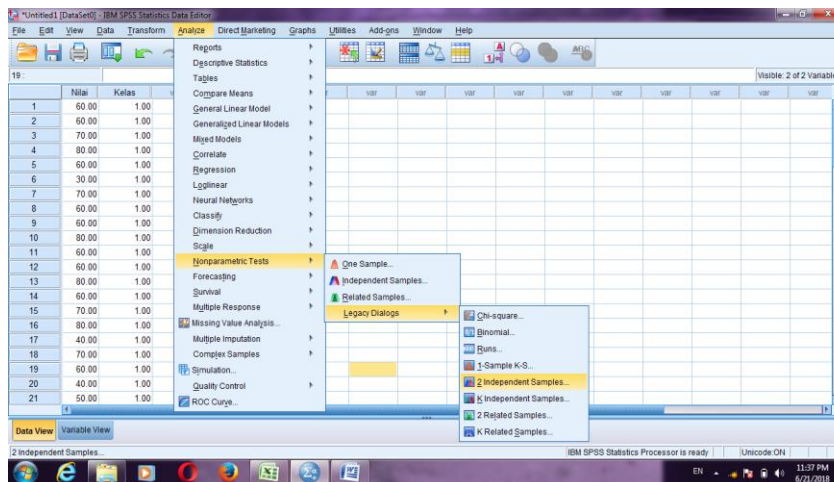 *Untitled1 [DataSet0] - IBM SPSS Statistics Data Editor
File Edit View Data Transform Analyze Direct Marketing Graphs Utilities Add-ons Window Help
19 :
Visible: 2 of 2 Variable
Nilai Kelas var var var var var var var var
1 60.00 1.00
2 60.00 1.00
3 70.00 1.00
4 80.00 1.00
5 60.00 1.00
6 30.00 1.00
7 70.00 1.00
8 60.00 1.00
9 60.00 1.00
10 80.00 1.00
11 60.00 1.00
12 60.00 1.00
13 80.00 1.00
14 60.00 1.00
15 70.00 1.00
16 80.00 1.00
17 40.00 1.00
18 70.00 1.00
19 60.00 1.00
20 40.00 1.00
21 50.00 1.00
Reports
Descriptive Statistics
Tables
Compare Means
General Linear Model
Generalized Linear Models
Mixed Models
Correlate
Regression
Loglinear
Neural Networks
Classify
Dimension Reduction
Scale
Nonparametric Tests
Forecasting
Survival
Multiple Response
Missing Value Analysis...
Multiple Imputation
Complex Samples
Simulation...
Quality Control
ROC Curve...
One Sample...
Independent Samples...
Related Samples...
Legacy Dialogs
Chi-square...
Binomial...
Runs...
1-Sample K-S...
2 Independent Samples...
K Independent Samples...
2 Related Samples...
K Related Samples...
Data View Variable View
2 Independent Samples...
IBM SPSS Statistics Processor is ready Unicode:ON
EN 11:37 PM
6/21/2018